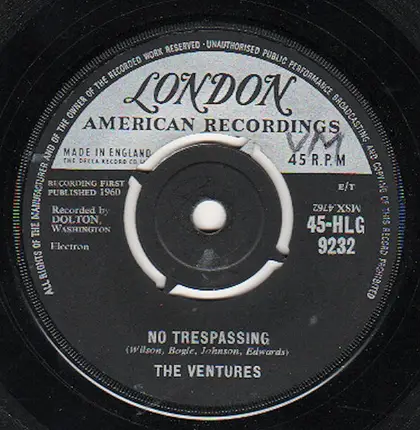 ALL RIGHTS OF THE MANUFACTURER AND OF THE OWNER OF THE RECORDED WORK RESERVED · UNAUTHORISED PUBLIC PERFORMANCE BROADCASTING AND COPYING OF THIS RECORD PROHIBITED
LONDON
AMERICAN RECORDINGS
VM
MADE IN ENGLAND
THE DECCA RECORD CO
45 R.P.M
RECORDING FIRST
PUBLISHED 1960
E/T
Recorded by
DOLTON,
WASHINGTON
MSX.4762
45-HLG
9232
Electron
NO TRESPASSING
(Wilson, Bogle, Johnson, Edwards)
THE VENTURES